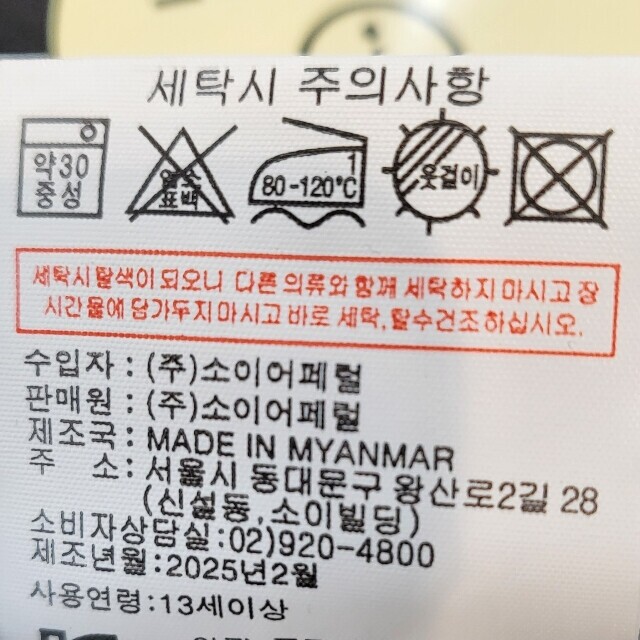 세탁시 주의사항
약30
중성
염소
표백
1
80-120℃
옷걸이
세탁시 탈색이 되오니 다른 의류와 함께 세탁하지 마시고 장
시간물에 담가두지 마시고 바로 세탁, 탈수건조 하십시오.
수입자 : (주)소이어페럴
판매원 : (주)소이어페럴
제조국 : MADE IN MYANMAR
주 소 : 서울시 동대문구 왕산로2길 28
(신설동,소이빌딩)
소비자상담실:02)920-4800
제조년월:2025년2월
사용연령:13세이상